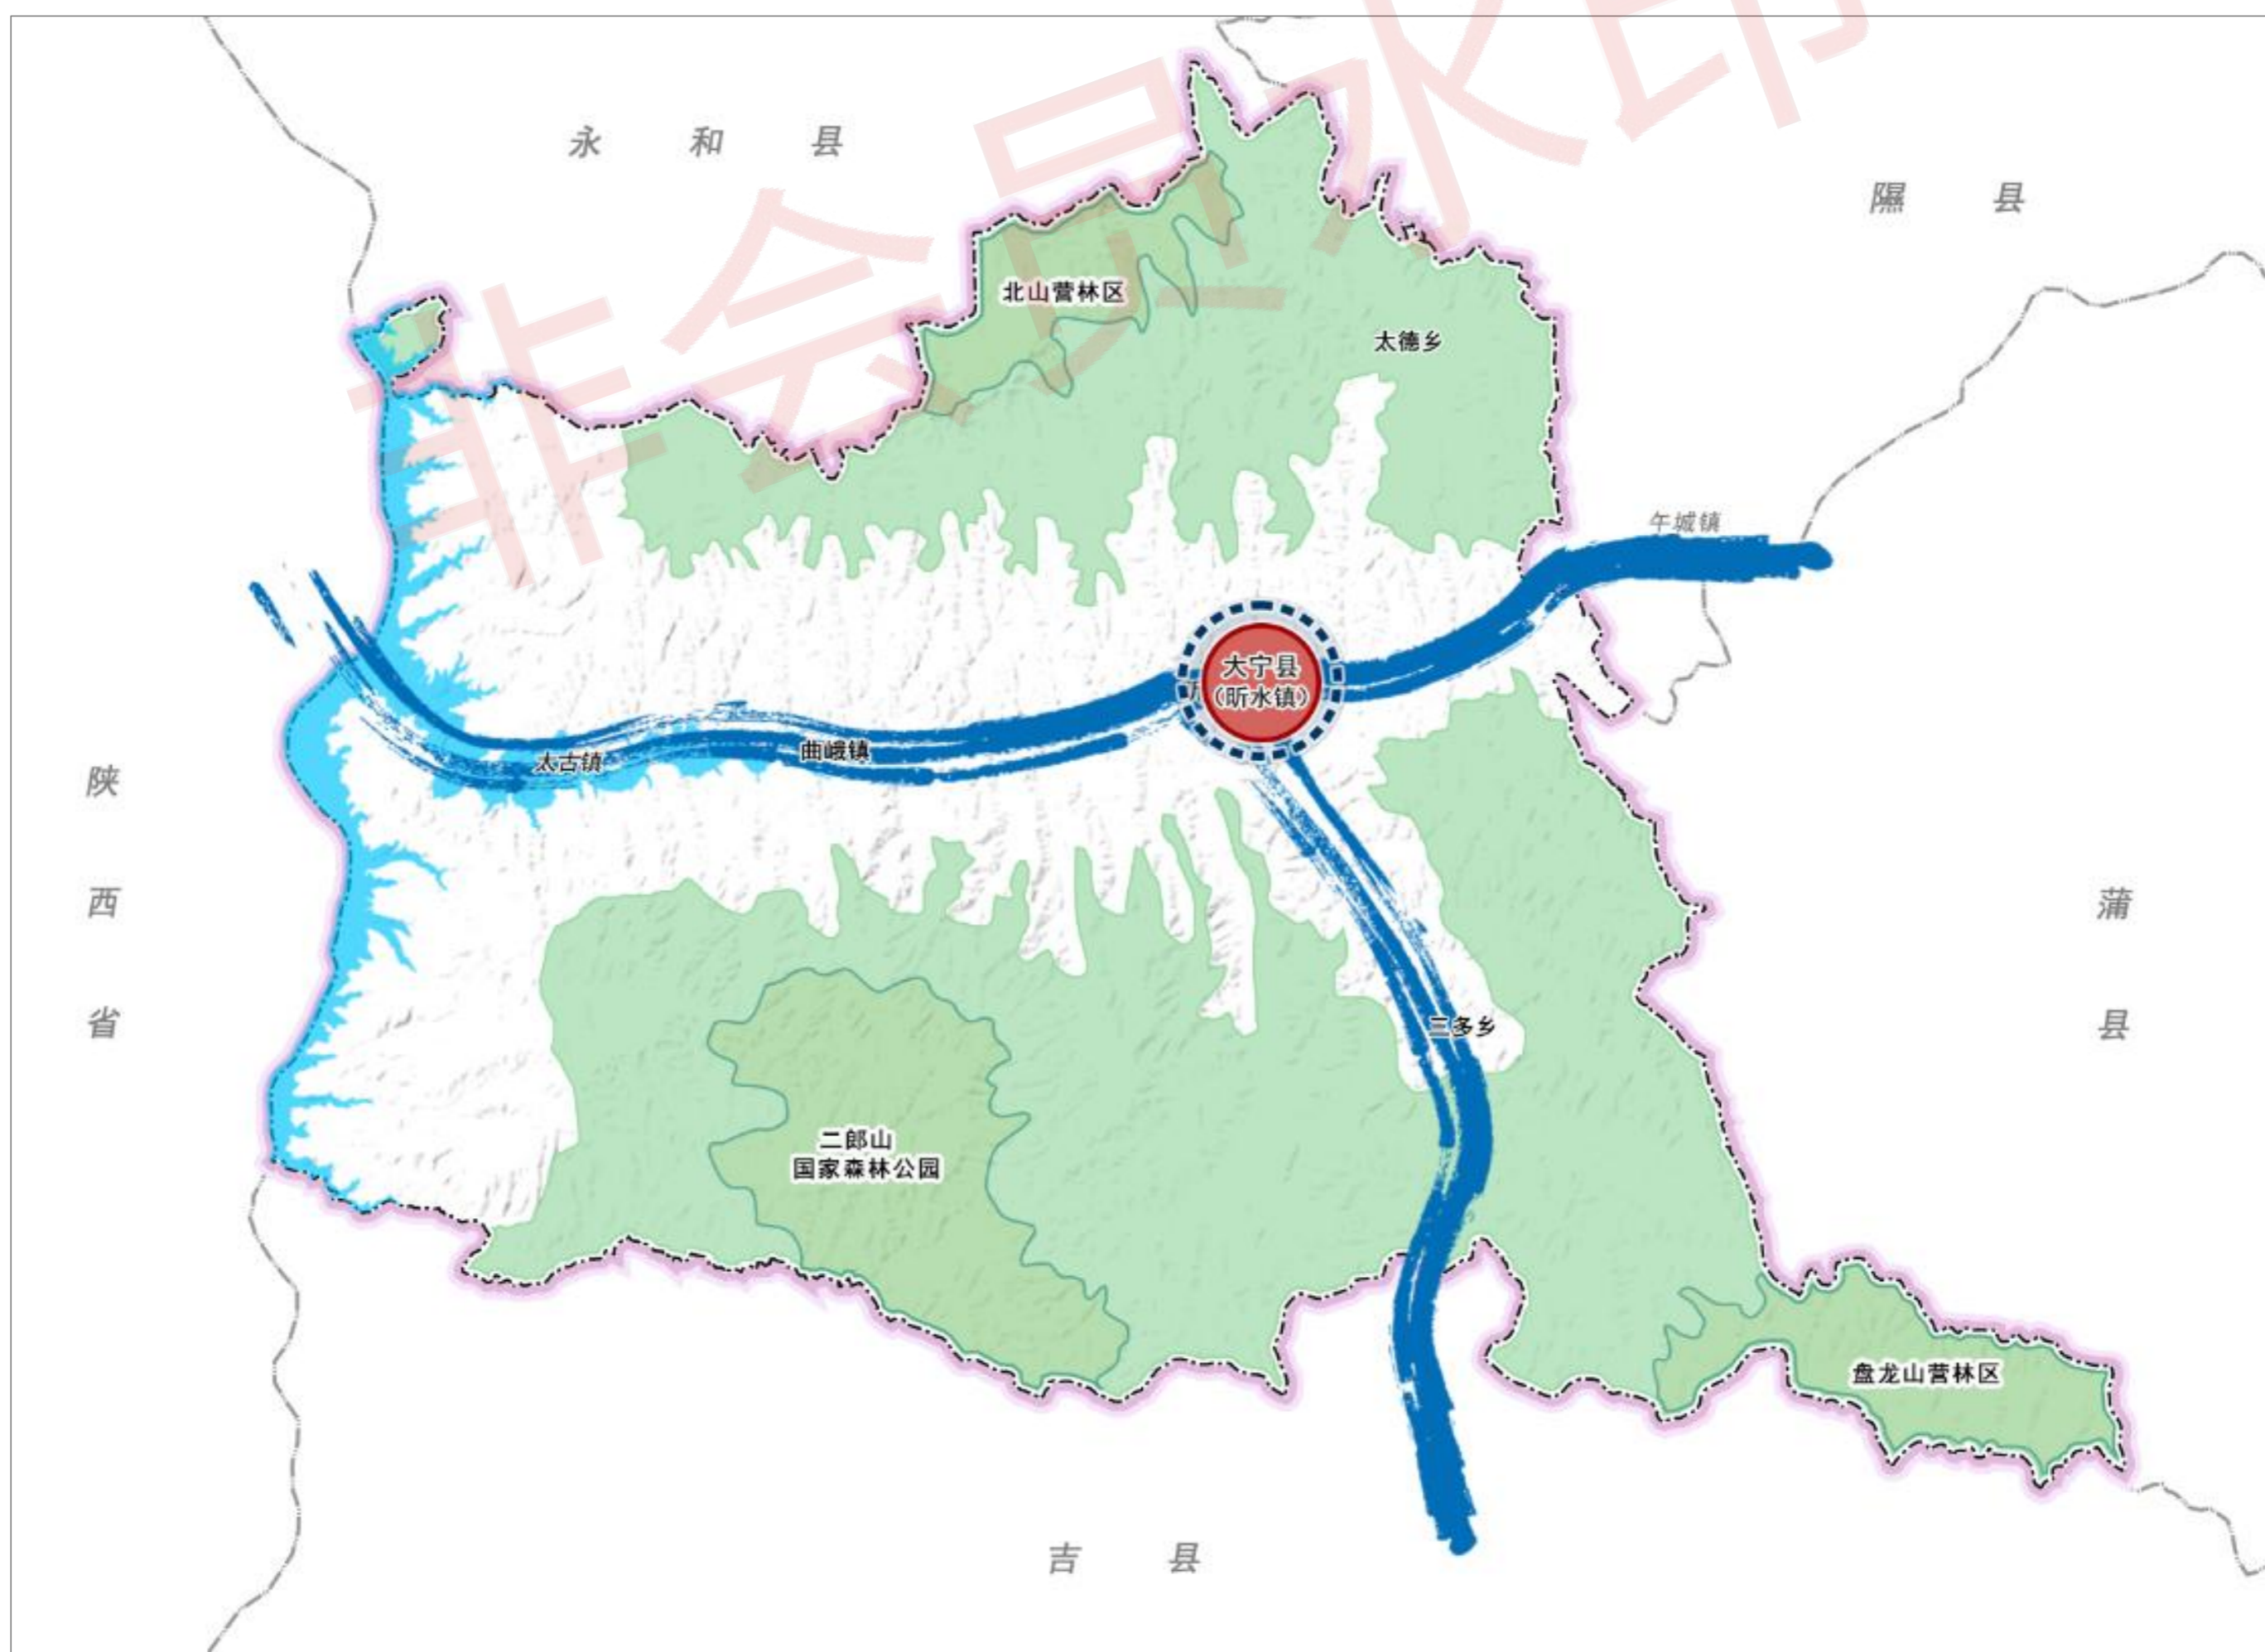 非会员水印
永和县
隰县
北山营林区
太德乡
午城镇
大宁县
(昕水镇)
太古镇
曲峨镇
陕西省
蒲县
三多乡
二郎山
国家森林公园
盘龙山营林区
吉县